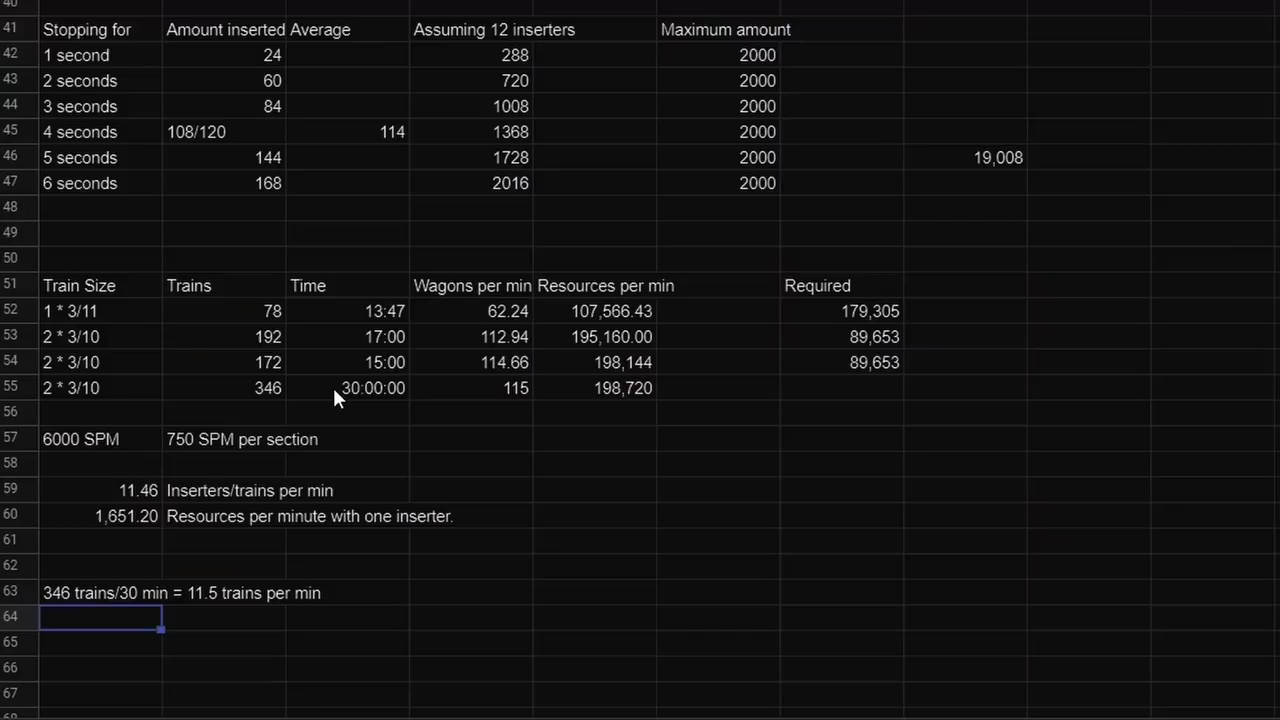 40
41 Stopping for Amount inserted Average Assuming 12 inserters Maximum amount
42 1 second 24 288 2000
43 2 seconds 60 720 2000
44 3 seconds 84 1008 2000
45 4 seconds 108/120 114 1368 2000
46 5 seconds 144 1728 2000 19,008
47 6 seconds 168 2016 2000
48
49
50
51 Train Size Trains Time Wagons per min Resources per min Required
52 1 * 3/11 78 13:47 62.24 107,566.43 179,305
53 2 * 3/10 192 17:00 112.94 195,160.00 89,653
54 2 * 3/10 172 15:00 114.66 198,144 89,653
55 2 * 3/10 346 30:00:00 115 198,720
56
57 6000 SPM 750 SPM per section
58
59 11.46 Inserters/trains per min
60 1,651.20 Resources per minute with one inserter.
61
62
63 346 trains/30 min = 11.5 trains per min
64
65
66
67
68